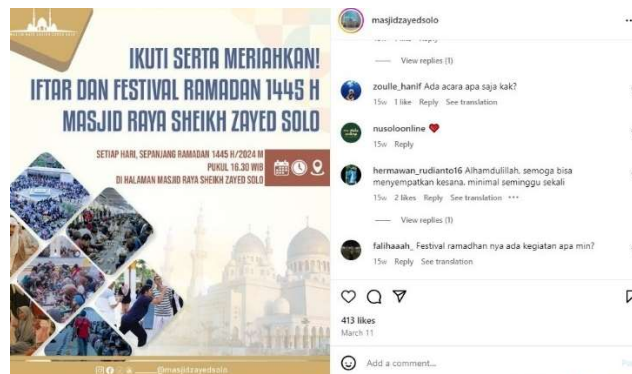 IKUTI SERTA MERIAHKAN!
IFTAR DAN FESTIVAL RAMADAN 1445 H
MASJID RAYA SHEIKH ZAYED SOLO
SETIAP HARI, SEPANJANG RAMADAN 1445 H/2024 M
PUKUL 16.30 WIB
DI HALAMAN MASJID RAYA SHEIKH ZAYED SOLO
@masjidzayedsolo
masjidzayedsolo
View replies (1)
zoulle_hanif Ada acara apa saja kak?
15w 1 like Reply See translation
nusoloonline
15w Reply
hermawan_rudianto16 Alhamdulillah, semoga bisa
menyempatkan kesana, minimal seminggu sekali
15w 2 likes Reply See translation
View replies (1)
falihaaah_ Festival ramadhan nya ada kegiatan apa min?
15w Reply See translation
413 likes
March 11
Add a comment...